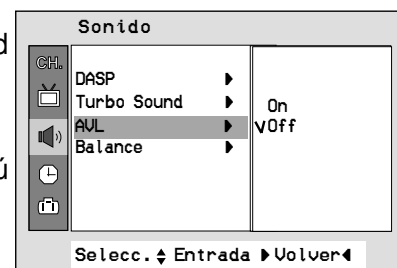 Sonido
CH.
DASP
Turbo Sound
AVL
Balance
On
Off
Selecc. Entrada Volver
d
ú